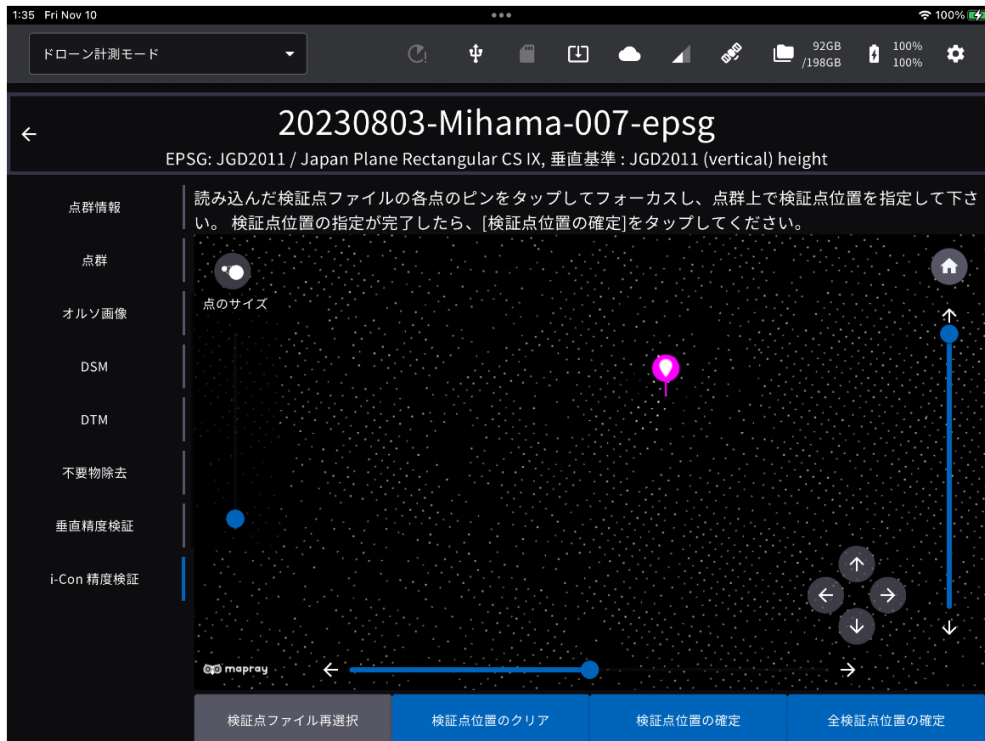 1:35 Fri Nov 10
100%
ドローン計測モード
92GB
/198GB
100%
100%
20230803-Mihama-007-epsg
EPSG: JGD2011 / Japan Plane Rectangular CS IX, 垂直基準 : JGD2011 (vertical) height
点群情報
点群
オルソ画像
DSM
DTM
不要物除去
垂直精度検証
i-Con 精度検証
読み込んだ検証点ファイルの各点のピンをタップしてフォーカスし、点群上で検証点位置を指定して下さ
い。 検証点位置の指定が完了したら、[検証点位置の確定]をタップしてください。
点のサイズ
mapray
検証点ファイル再選択
検証点位置のクリア
検証点位置の確定
全検証点位置の確定